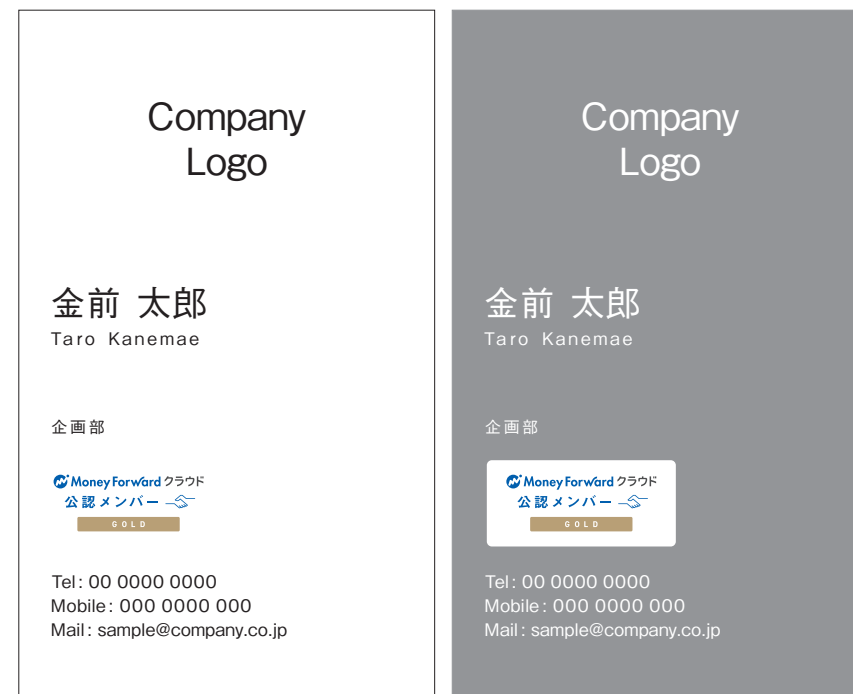 Company
Logo
金前 太郎
Taro Kanemae
企画部
Money Forward クラウド
公認メンバー
GOLD
Tel: 00 0000 0000
Mobile: 000 0000 000
Mail: sample@company.co.jp
Company
Logo
金前 太郎
Taro Kanemae
企画部
Money Forward クラウド
公認メンバー
GOLD
Tel: 00 0000 0000
Mobile: 000 0000 000
Mail: sample@company.co.jp